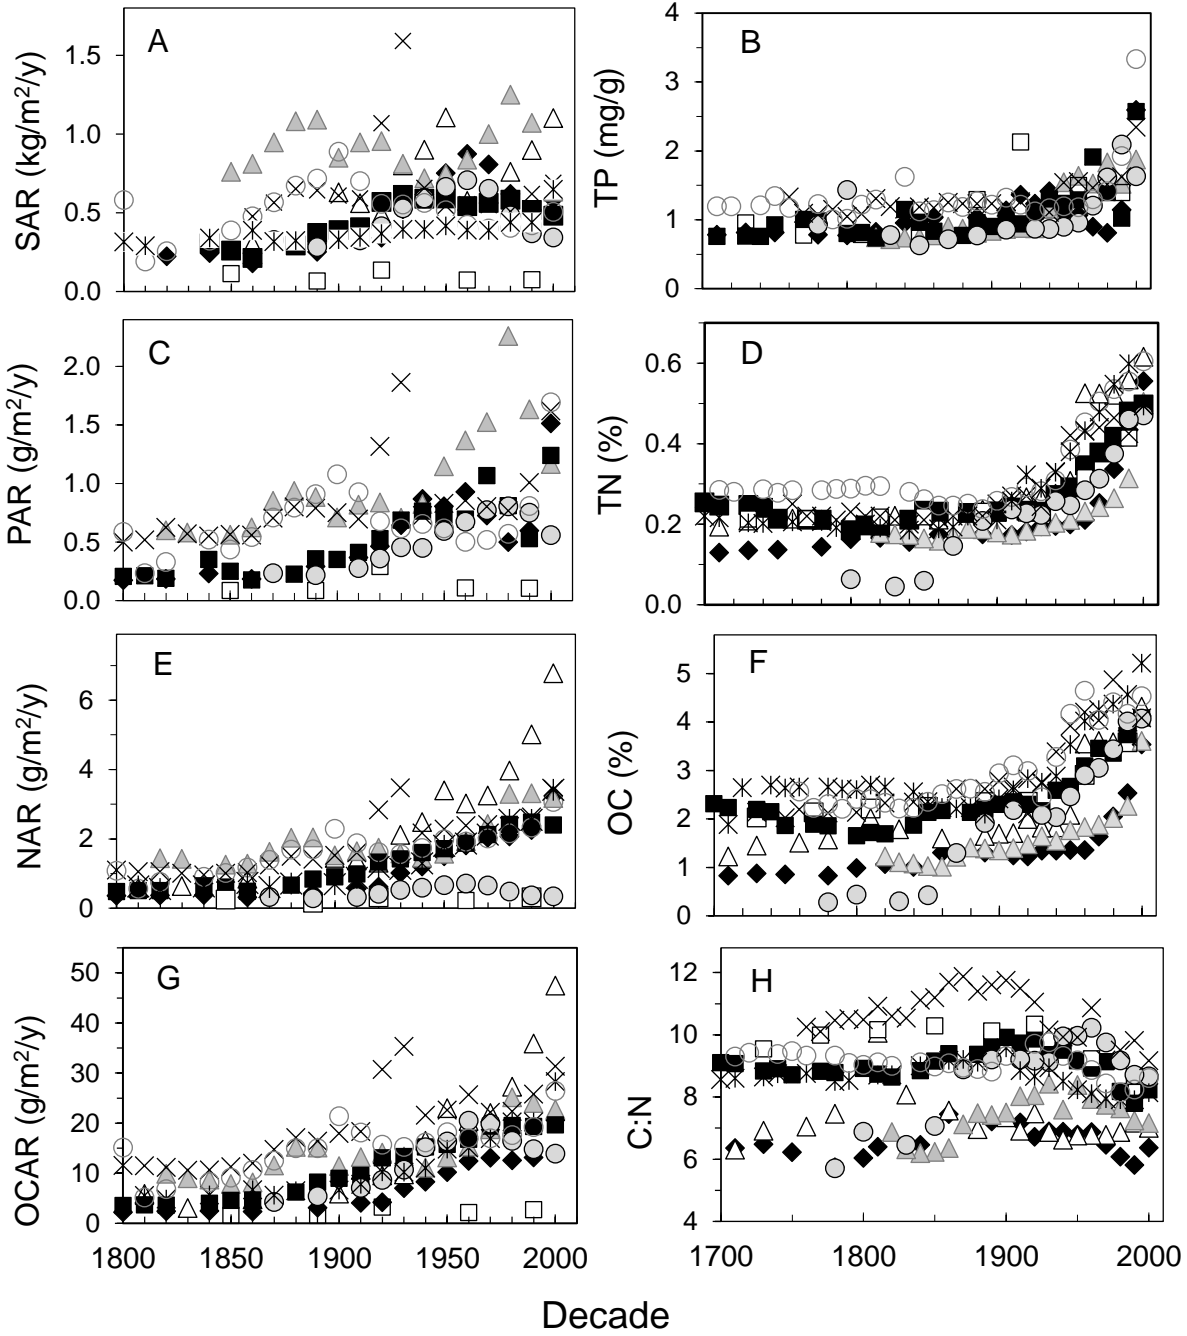 A
SAR (kg/m²/y)
1.5
1.0
0.5
0.0
B
TP (mg/g)
4
3
2
1
0
C
PAR (g/m²/y)
2.0
1.5
1.0
0.5
0.0
D
TN (%)
0.6
0.4
0.2
0.0
E
NAR (g/m²/y)
6
4
2
0
F
OC (%)
5
4
3
2
1
0
G
OCAR (g/m²/y)
50
40
30
20
10
0
1800 1850 1900 1950 2000
H
C:N
12
10
8
6
4
1700 1800 1900 2000
Decade